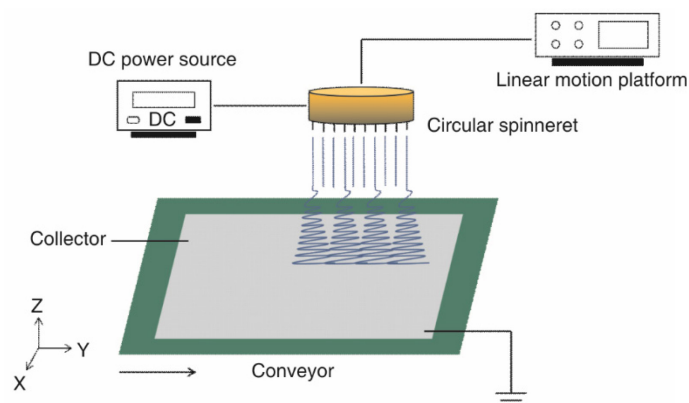 DC power source
DC
Linear motion platform
Circular spinneret
Collector
Z
Y
X
Conveyor